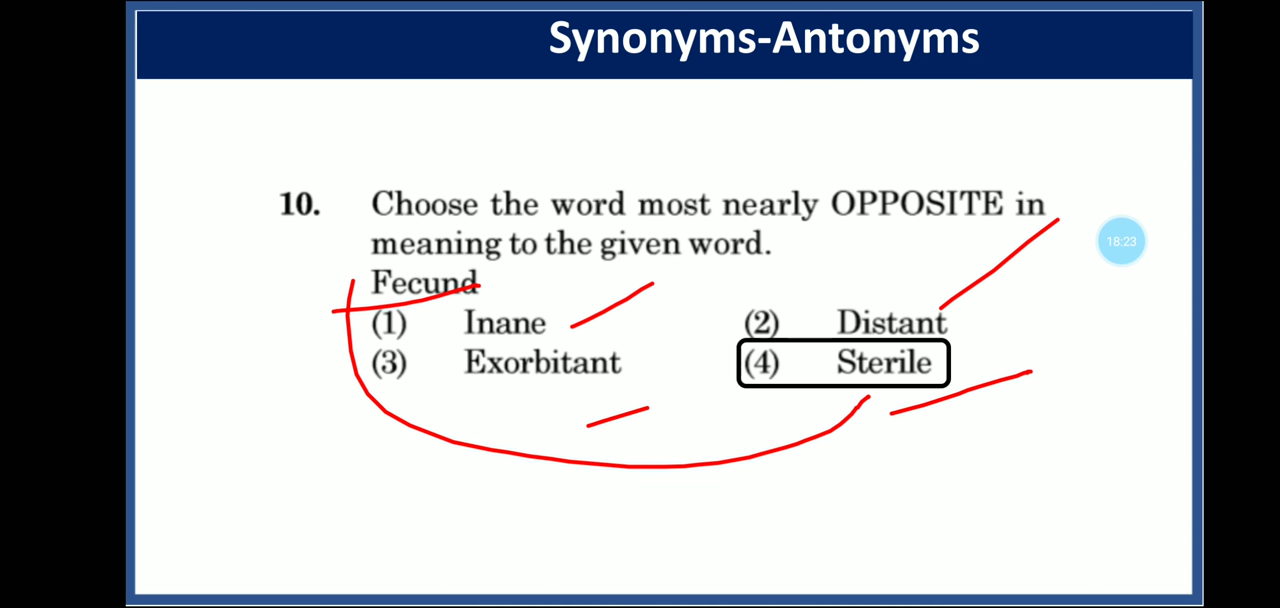 Synonyms-Antonyms
10. Choose the word most nearly OPPOSITE in
meaning to the given word.
Fecund
(1) Inane (2) Distant
(3) Exorbitant (4) Sterile
18:23